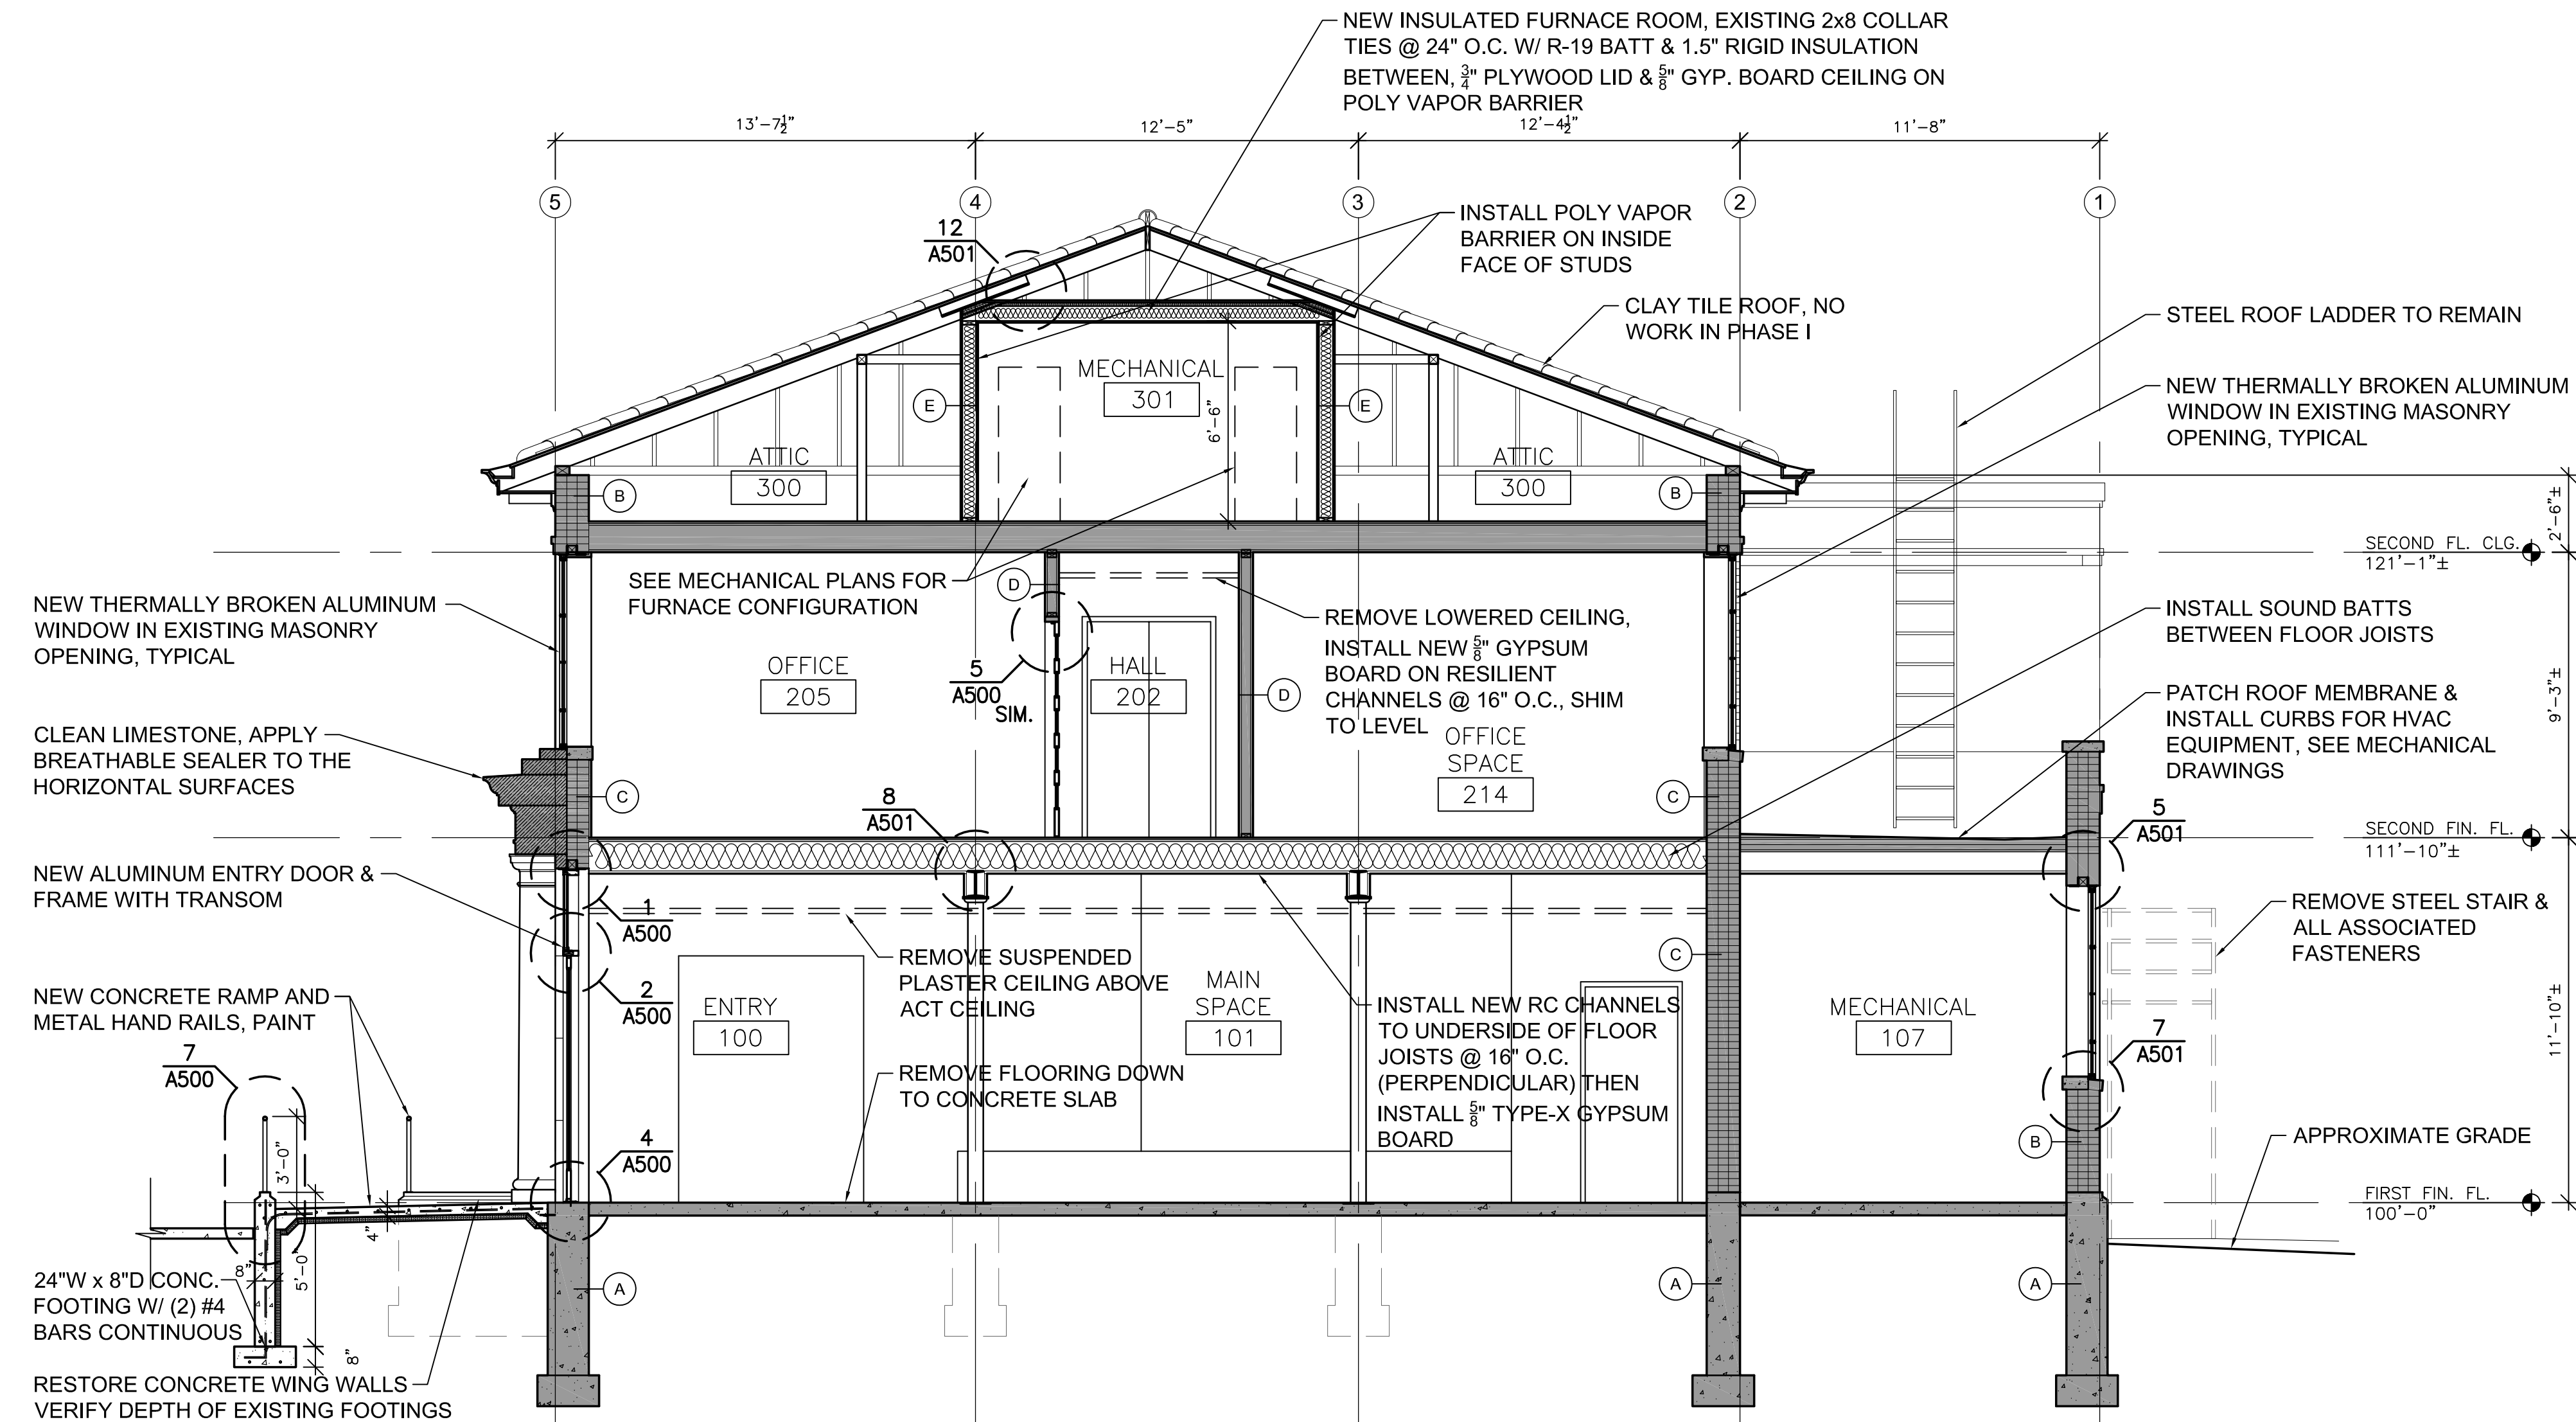 NEW INSULATED FURNACE ROOM, EXISTING 2x8 COLLAR
TIES @ 24" O.C. W/ R-19 BATT & 1.5" RIGID INSULATION
BETWEEN, 3/4" PLYWOOD LID & 5/8" GYP. BOARD CEILING ON
POLY VAPOR BARRIER
13'-7 1/2"
12'-5"
12'-4 1/2"
11'-8"
5
4
3
2
1
12
A501
INSTALL POLY VAPOR
BARRIER ON INSIDE
FACE OF STUDS
CLAY TILE ROOF, NO
WORK IN PHASE I
STEEL ROOF LADDER TO REMAIN
NEW THERMALLY BROKEN ALUMINUM
WINDOW IN EXISTING MASONRY
OPENING, TYPICAL
MECHANICAL
301
E
E
6'-6"
ATTIC
300
ATTIC
300
B
B
2'-6"±
SECOND FL. CLG.
121'-1"±
SEE MECHANICAL PLANS FOR
FURNACE CONFIGURATION
D
NEW THERMALLY BROKEN ALUMINUM
WINDOW IN EXISTING MASONRY
OPENING, TYPICAL
REMOVE LOWERED CEILING,
INSTALL NEW 5/8" GYPSUM
BOARD ON RESILIENT
CHANNELS @ 16" O.C., SHIM
TO LEVEL
INSTALL SOUND BATTS
BETWEEN FLOOR JOISTS
OFFICE
205
5
A500
SIM.
HALL
202
D
PATCH ROOF MEMBRANE &
INSTALL CURBS FOR HVAC
EQUIPMENT, SEE MECHANICAL
DRAWINGS
9'-3"±
CLEAN LIMESTONE, APPLY
BREATHABLE SEALER TO THE
HORIZONTAL SURFACES
OFFICE
SPACE
214
C
C
8
A501
5
A501
SECOND FIN. FL.
111'-10"±
NEW ALUMINUM ENTRY DOOR &
FRAME WITH TRANSOM
1
A500
REMOVE STEEL STAIR &
ALL ASSOCIATED
FASTENERS
REMOVE SUSPENDED
PLASTER CEILING ABOVE
ACT CEILING
C
2
A500
NEW CONCRETE RAMP AND
METAL HAND RAILS, PAINT
ENTRY
100
MAIN
SPACE
101
INSTALL NEW RC CHANNELS
TO UNDERSIDE OF FLOOR
JOISTS @ 16" O.C.
(PERPENDICULAR) THEN
INSTALL 5/8" TYPE-X GYPSUM
BOARD
MECHANICAL
107
11'-10"±
7
A500
7
A501
REMOVE FLOORING DOWN
TO CONCRETE SLAB
3'-0"
4
A500
B
APPROXIMATE GRADE
FIRST FIN. FL.
100'-0"
4"
8"
5'-0"
24"W x 8"D CONC.
FOOTING W/ (2) #4
BARS CONTINUOUS
A
A
A
8"
RESTORE CONCRETE WING WALLS
VERIFY DEPTH OF EXISTING FOOTINGS